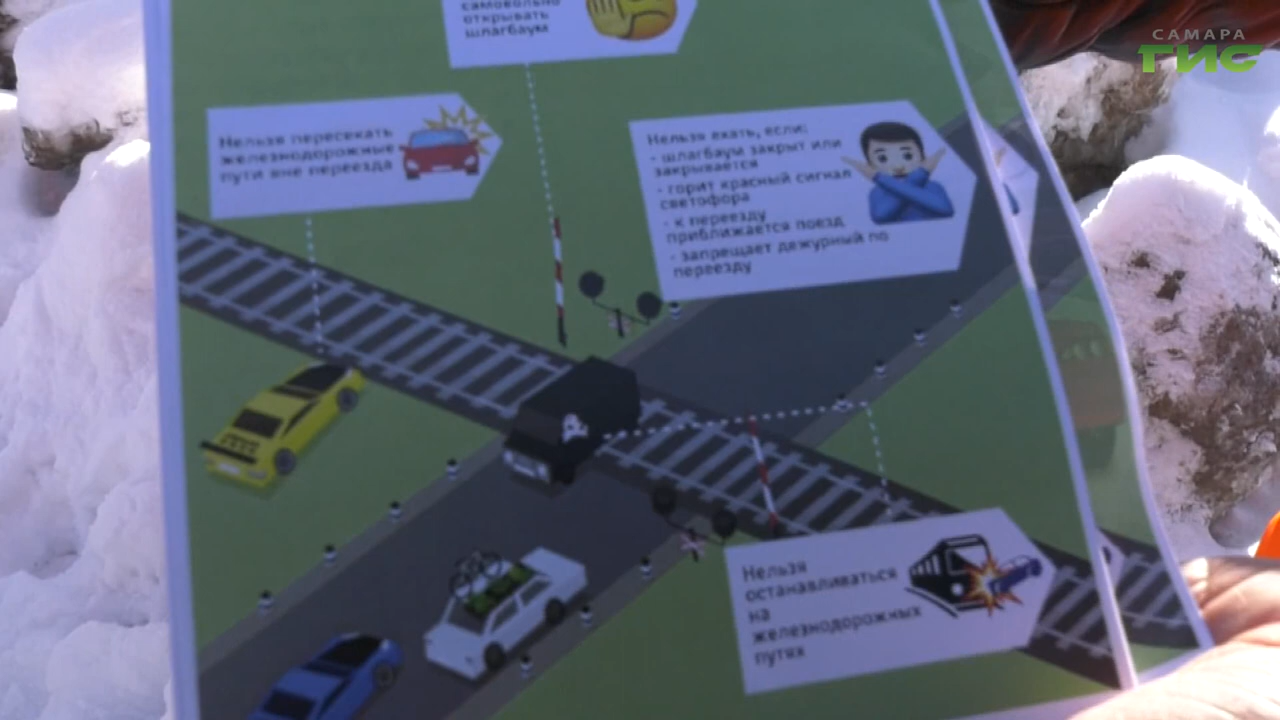 самовольно
открывать
шлагбаум
САМАРА
ГИС
Нельзя пересекать
железнодорожные
пути вне переезда
Нельзя ехать, если:
- шлагбаум закрыт или
закрывается
- горит красный сигнал
светофора
- к переезду
приближается поезд
- запрещает дежурный по
переезду
Нельзя
останавливаться
на
железнодорожных
путях